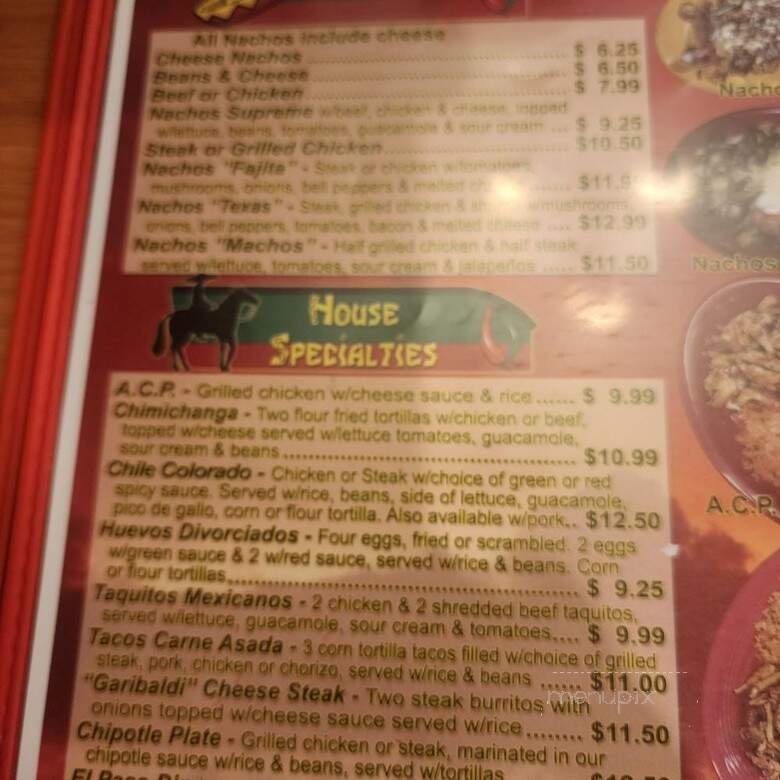 All Nachos include cheese
Cheese Nachos ........ $ 6.25
Beans & Cheese ........ $ 6.50
Beef or Chicken ........ $ 7.99
Nachos Supreme w/beef, chicken & cheese, topped
w/lettuce, beans, tomatoes, guacamole & sour cream .... $ 9.25
Steak or Grilled Chicken ........ $10.50
Nachos "Fajita" - Steak or chicken w/tomatoes,
mushrooms, onions, bell peppers & melted ........ $11.
Nachos "Texas" - Steak, grilled chicken & w/mushrooms,
onions, bell peppers, tomatoes, bacon & melted cheese .... $12.99
Nachos "Machos" - Half grilled chicken & half steak
served w/lettuce, tomatoes, sour cream & jalapeños ..... $11.50
Nacho
Nachos
HOUSE
SPECIALTIES
A.C.P. - Grilled chicken w/cheese sauce & rice ...... $ 9.99
Chimichanga - Two flour fried tortillas w/chicken or beef,
topped w/cheese served w/lettuce tomatoes, guacamole,
sour cream & beans ........ $10.99
Chile Colorado - Chicken or Steak w/choice of green or red
spicy sauce. Served w/rice, beans, side of lettuce, guacamole,
pico de gallo, corn or flour tortilla. Also available w/pork.. $12.50
A.C.P.
Huevos Divorciados - Four eggs, fried or scrambled. 2 eggs
w/green sauce & 2 w/red sauce, served w/rice & beans. Corn
or flour tortillas ........ $ 9.25
Taquitos Mexicanos - 2 chicken & 2 shredded beef taquitos,
served w/lettuce, guacamole, sour cream & tomatoes.... $ 9.99
Tacos Carne Asada - 3 corn tortilla tacos filled w/choice of grilled
steak, pork, chicken or chorizo, served w/rice & beans ...... $11.00
menupix
"Garibaldi" Cheese Steak - Two steak burritos with
onions topped w/cheese sauce served w/rice........ $11.50
Chipotle Plate - Grilled chicken or steak, marinated in our
chipotle sauce w/rice & beans, served w/tortillas
El Paso